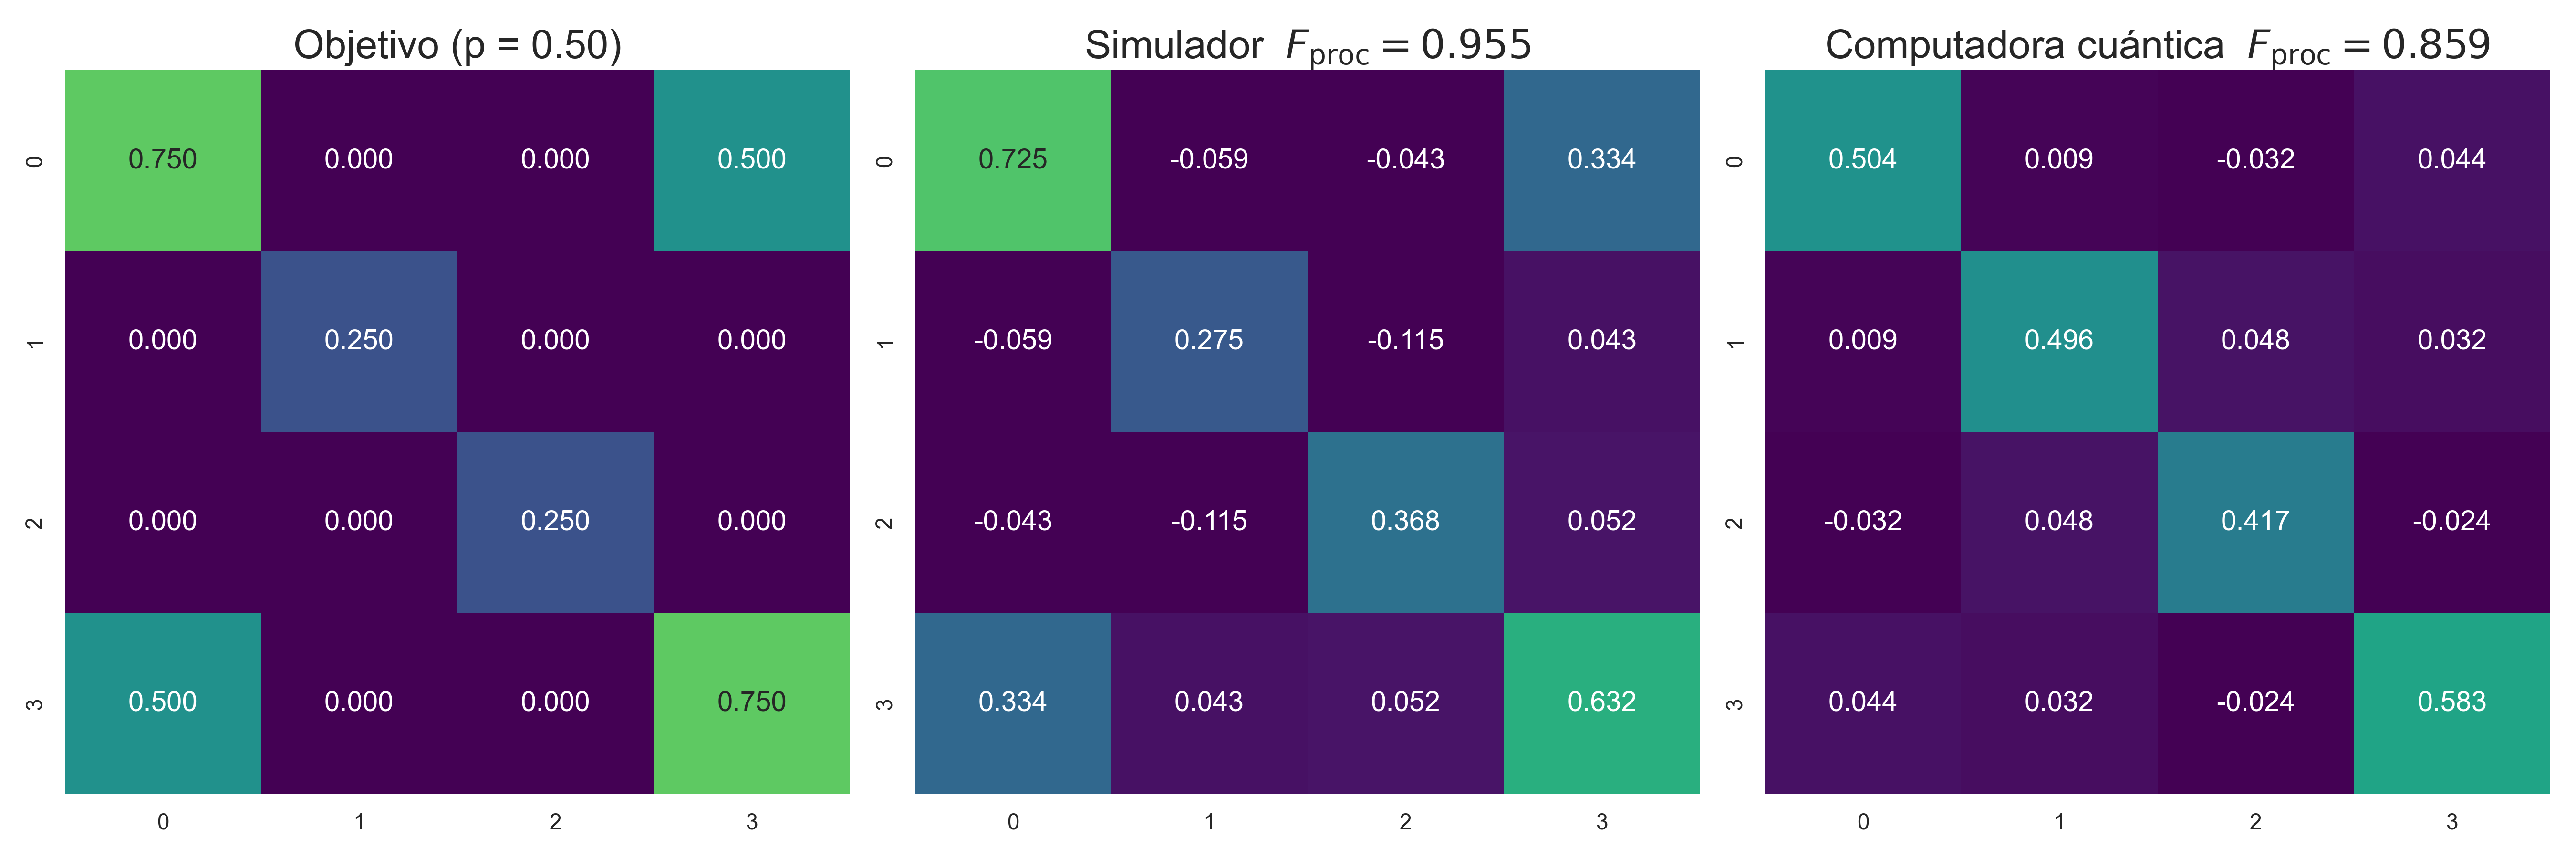 Objetivo (p = 0.50)
0 0.750 0.000 0.000 0.500
1 0.000 0.250 0.000 0.000
2 0.000 0.000 0.250 0.000
3 0.500 0.000 0.000 0.750
0 1 2 3
Simulador F_proc = 0.955
0 0.725 -0.059 -0.043 0.334
1 -0.059 0.275 -0.115 0.043
2 -0.043 -0.115 0.368 0.052
3 0.334 0.043 0.052 0.632
0 1 2 3
Computadora cuántica F_proc = 0.859
0 0.504 0.009 -0.032 0.044
1 0.009 0.496 0.048 0.032
2 -0.032 0.048 0.417 -0.024
3 0.044 0.032 -0.024 0.583
0 1 2 3